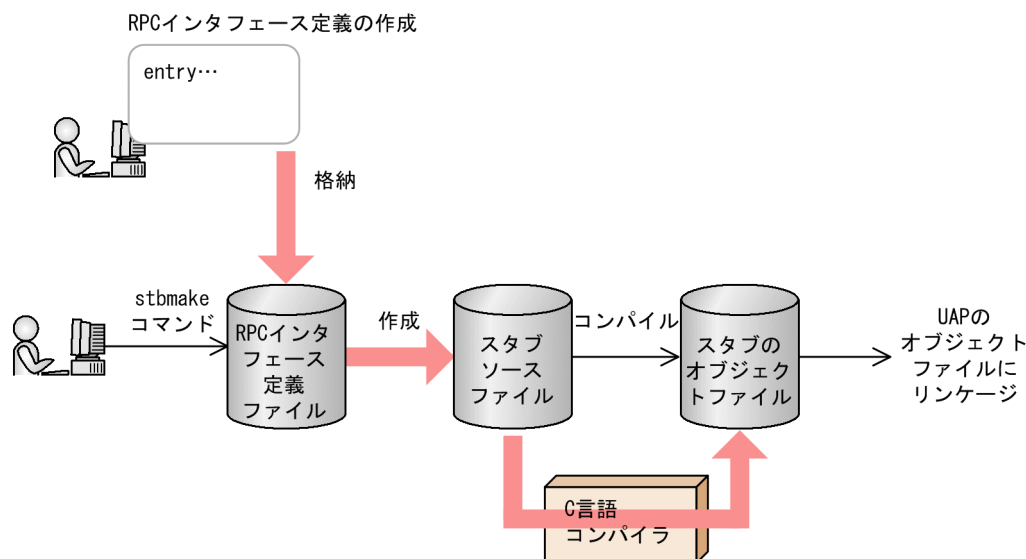 RPCインタフェース定義の作成
entry…
格納
stbmake
コマンド
RPCインタ
フェース
定義
ファイル
作成
スタブ
ソース
ファイル
コンパイル
スタブの
オブジェク
トファイル
UAPの
オブジェクト
ファイルに
リンケージ
C言語
コンパイラ